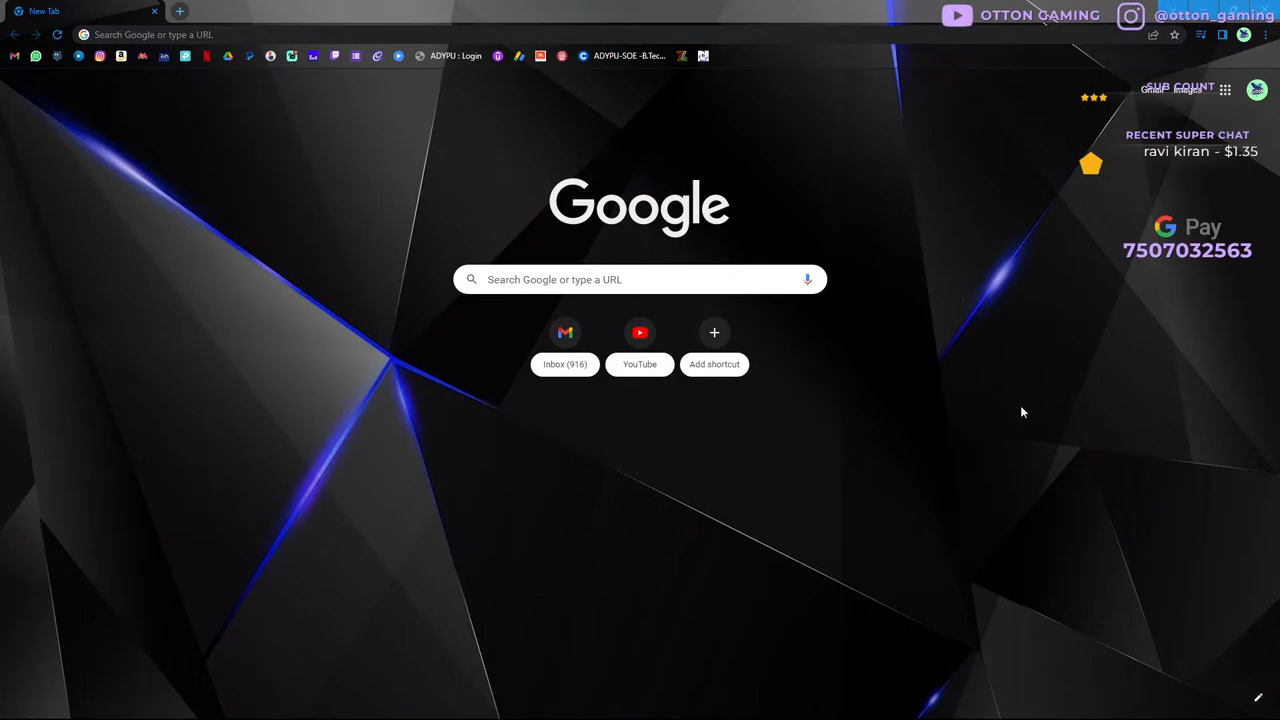 New Tab
OTTON GAMING
@otton_gaming
Search Google or type a URL
ADYPU : Login
ADYPU-SOE -B.Tec...
Gmail
Images
SUB COUNT
RECENT SUPER CHAT
ravi kiran - $1.35
Google
G Pay
7507032563
Search Google or type a URL
Inbox (916)
YouTube
Add shortcut